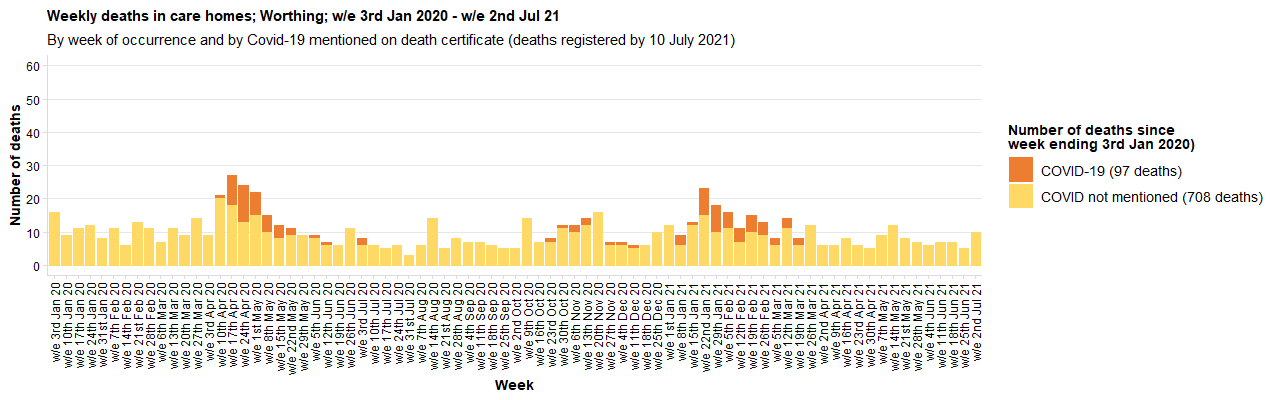 Weekly deaths in care homes; Worthing; w/e 3rd Jan 2020 - w/e 2nd Jul 21
By week of occurrence and by Covid-19 mentioned on death certificate (deaths registered by 10 July 2021)
Number of deaths
60
50
40
30
20
10
0
w/e 3rd Jan 20
w/e 10th Jan 20
w/e 17th Jan 20
w/e 24th Jan 20
w/e 31st Jan 20
w/e 7th Feb 20
w/e 14th Feb 20
w/e 21st Feb 20
w/e 28th Feb 20
w/e 6th Mar 20
w/e 13th Mar 20
w/e 20th Mar 20
w/e 27th Mar 20
w/e 3rd Apr 20
w/e 10th Apr 20
w/e 17th Apr 20
w/e 24th Apr 20
w/e 1st May 20
w/e 8th May 20
w/e 15th May 20
w/e 22nd May 20
w/e 29th May 20
w/e 5th Jun 20
w/e 12th Jun 20
w/e 19th Jun 20
w/e 26th Jun 20
w/e 3rd Jul 20
w/e 10th Jul 20
w/e 17th Jul 20
w/e 24th Jul 20
w/e 31st Jul 20
w/e 7th Aug 20
w/e 14th Aug 20
w/e 21st Aug 20
w/e 28th Aug 20
w/e 4th Sep 20
w/e 11th Sep 20
w/e 18th Sep 20
w/e 25th Sep 20
w/e 2nd Oct 20
w/e 9th Oct 20
w/e 16th Oct 20
w/e 23rd Oct 20
w/e 30th Oct 20
w/e 6th Nov 20
w/e 13th Nov 20
w/e 20th Nov 20
w/e 27th Nov 20
w/e 4th Dec 20
w/e 11th Dec 20
w/e 18th Dec 20
w/e 25th Dec 20
w/e 1st Jan 21
w/e 8th Jan 21
w/e 15th Jan 21
w/e 22nd Jan 21
w/e 29th Jan 21
w/e 5th Feb 21
w/e 12th Feb 21
w/e 19th Feb 21
w/e 26th Feb 21
w/e 5th Mar 21
w/e 12th Mar 21
w/e 19th Mar 21
w/e 26th Mar 21
w/e 2nd Apr 21
w/e 9th Apr 21
w/e 16th Apr 21
w/e 23rd Apr 21
w/e 30th Apr 21
w/e 7th May 21
w/e 14th May 21
w/e 21st May 21
w/e 28th May 21
w/e 4th Jun 21
w/e 11th Jun 21
w/e 18th Jun 21
w/e 25th Jun 21
w/e 2nd Jul 21
Week
Number of deaths since
week ending 3rd Jan 2020)
COVID-19 (97 deaths)
COVID not mentioned (708 deaths)